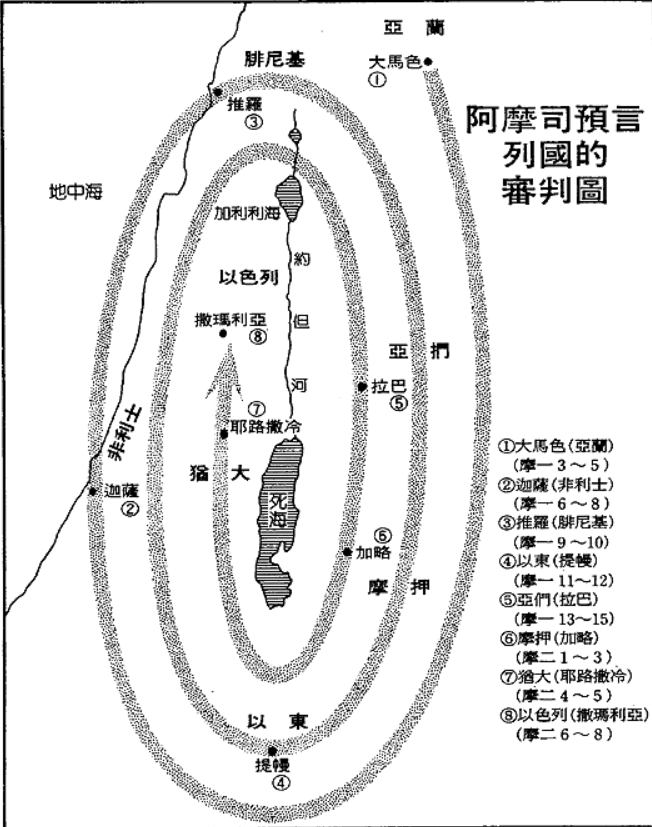 亞蘭
腓尼基
大馬色
①
推羅
③
阿摩司預言
列國的
審判圖
地中海
加利利海
約但河
以色列
撒瑪利亞
⑧
亞捫
拉巴
⑤
⑦
耶路撒冷
非利士
猶大
迦薩
②
死海
⑥
加略
摩押
以東
提幔
④
①大馬色(亞蘭)
(摩一3～5)
②迦薩(非利士)
(摩一6～8)
③推羅(腓尼基)
(摩一9～10)
④以東(提幔)
(摩一11～12)
⑤亞們(拉巴)
(摩一13～15)
⑥摩押(加略)
(摩二1～3)
⑦猶大(耶路撒冷)
(摩二4～5)
⑧以色列(撒瑪利亞)
(摩二6～8)